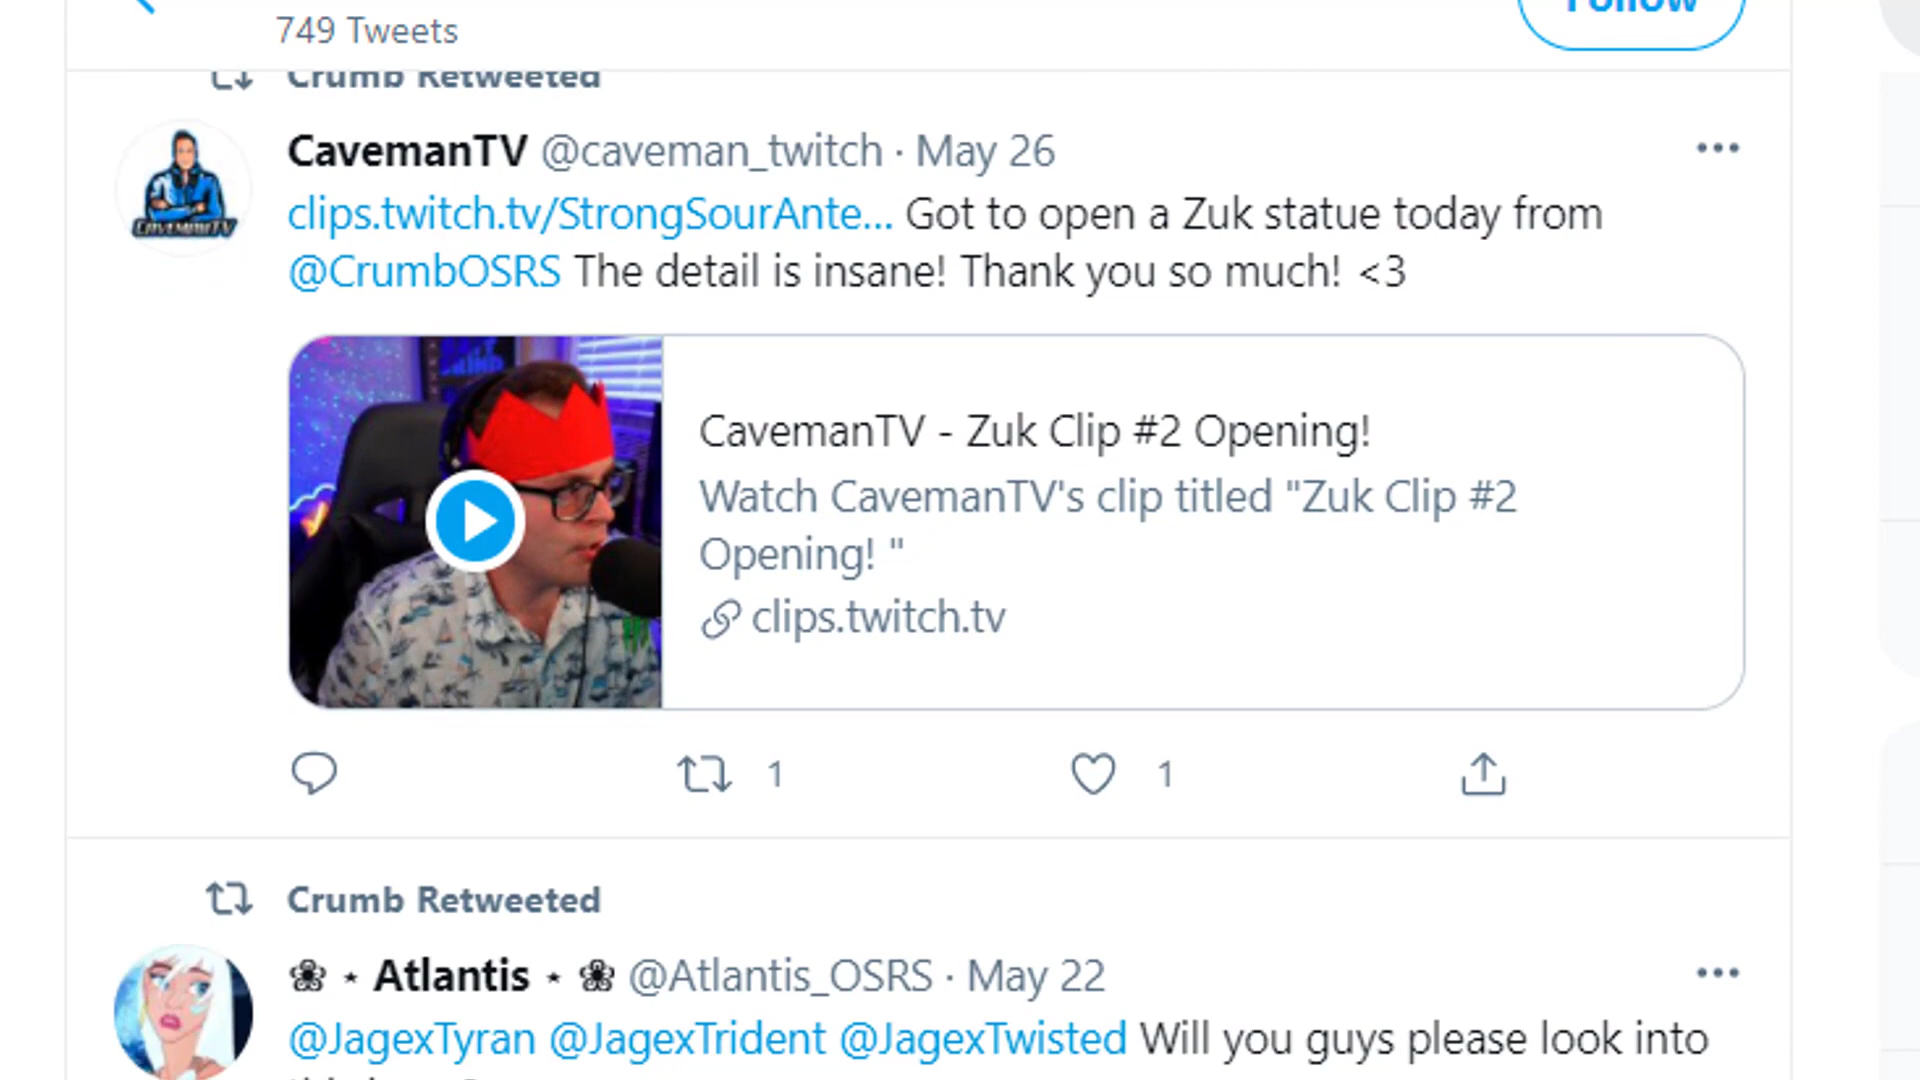 Follow
749 Tweets
Crumb Retweeted
CavemanTV @caveman_twitch · May 26
clips.twitch.tv/StrongSourAnte... Got to open a Zuk statue today from
@CrumbOSRS The detail is insane! Thank you so much! <3
CavemanTV - Zuk Clip #2 Opening!
Watch CavemanTV's clip titled "Zuk Clip #2
Opening! "
clips.twitch.tv
1 1
Crumb Retweeted
❀ ⋆ Atlantis ⋆ ❀ @Atlantis_OSRS · May 22
@JagexTyran @JagexTrident @JagexTwisted Will you guys please look into